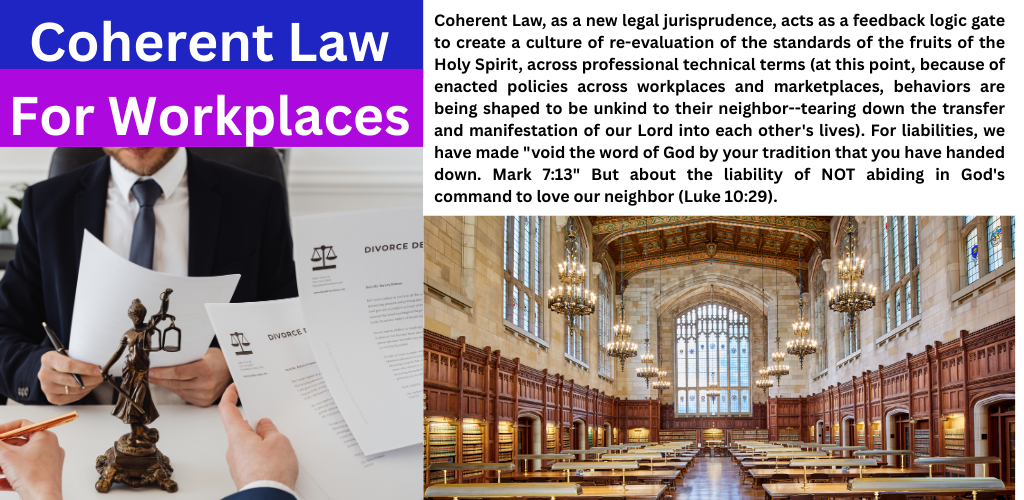 Coherent Law
For Workplaces
Coherent Law, as a new legal jurisprudence, acts as a feedback logic gate
to create a culture of re-evaluation of the standards of the fruits of the
Holy Spirit, across professional technical terms (at this point, because of
enacted policies across workplaces and marketplaces, behaviors are
being shaped to be unkind to their neighbor--tearing down the transfer
and manifestation of our Lord into each other's lives). For liabilities, we
have made "void the word of God by your tradition that you have handed
down. Mark 7:13" But about the liability of NOT abiding in God's
command to love our neighbor (Luke 10:29).
DIVORCE DE
DIVORCE